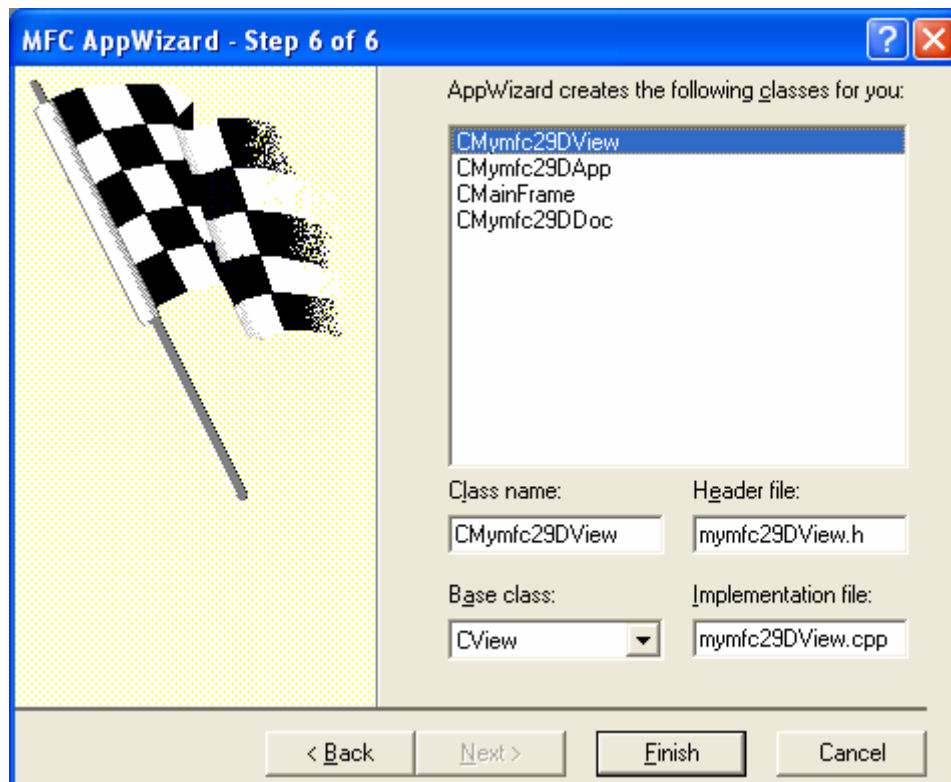 MFC AppWizard - Step 6 of 6
AppWizard creates the following classes for you:
CMymfc29DView
CMymfc29DApp
CMainFrame
CMymfc29DDoc
Class name: Header file:
CMymfc29DView mymfc29DView.h
Base class: Implementation file:
CView mymfc29DView.cpp
< Back Next > Finish Cancel